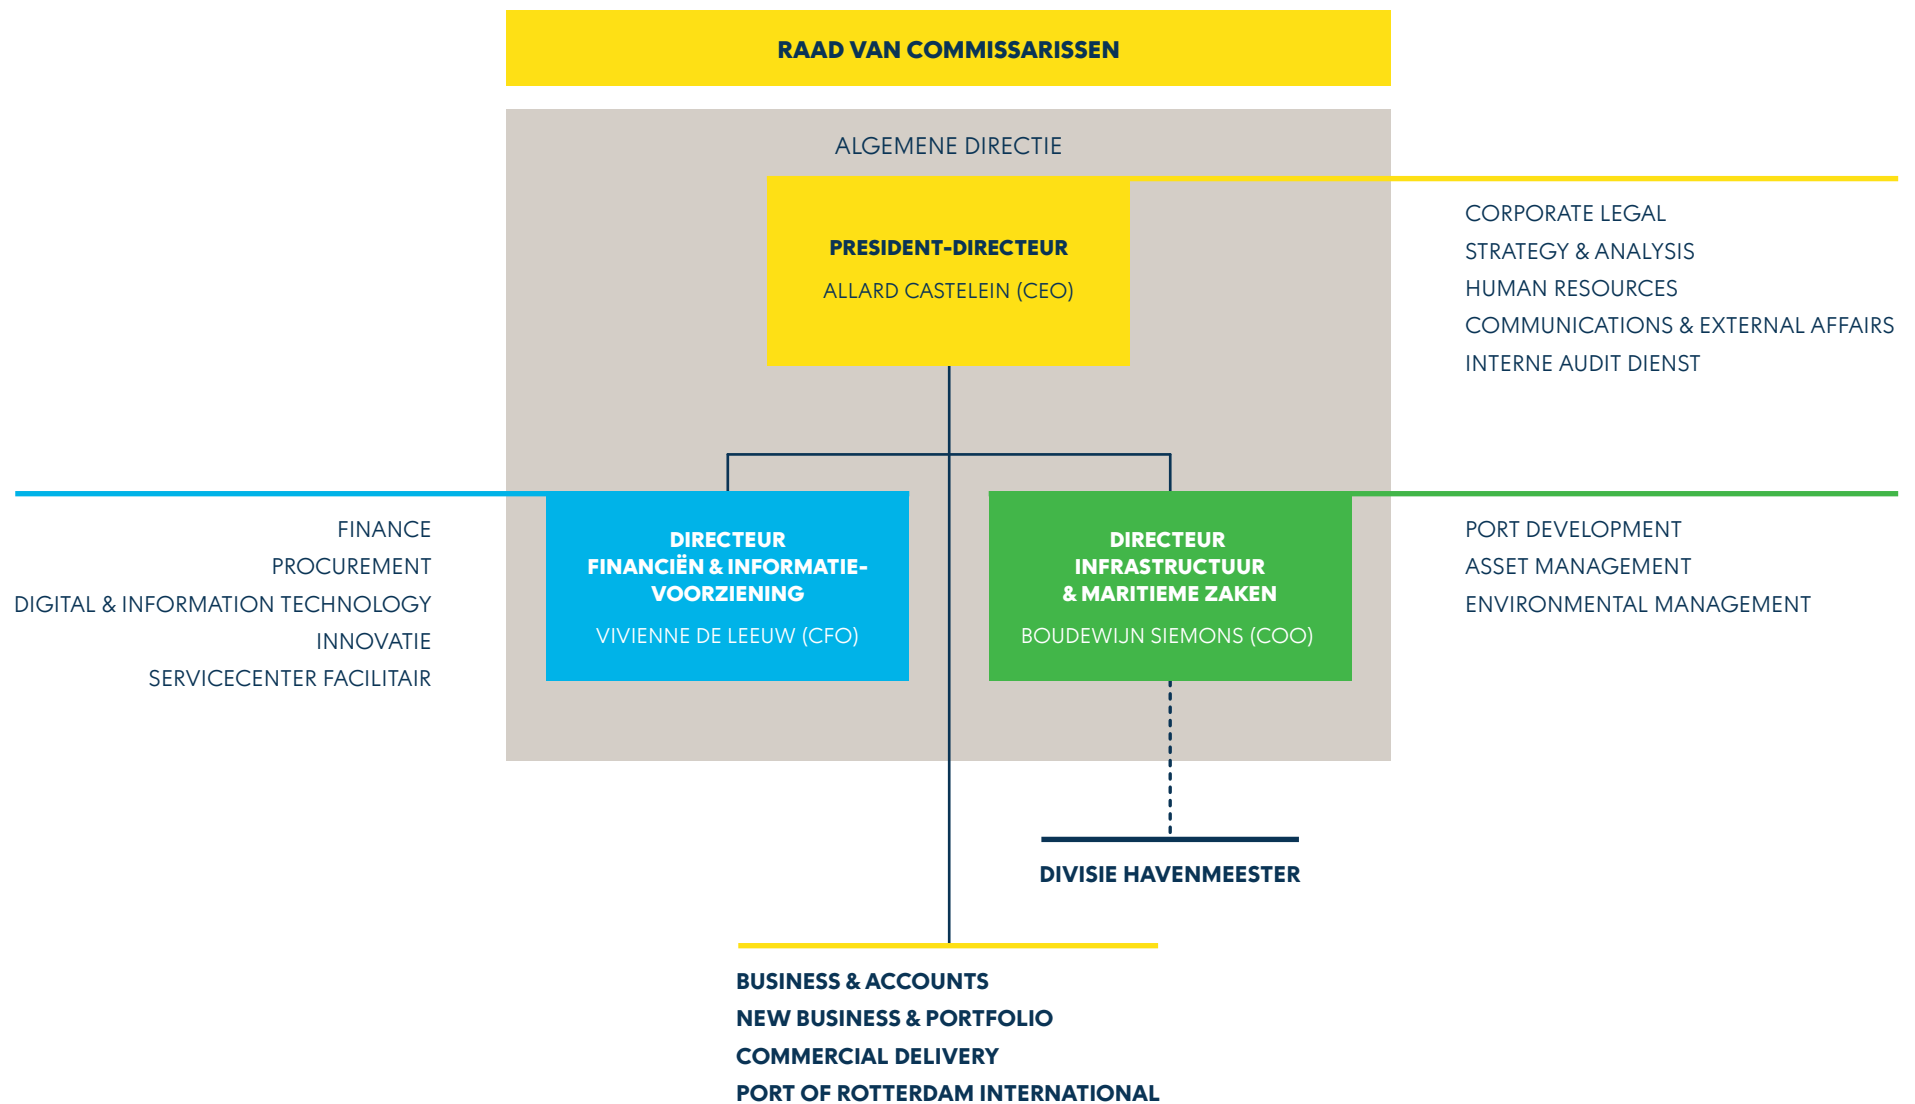 RAAD VAN COMMISSARISSEN
ALGEMENE DIRECTIE
PRESIDENT-DIRECTEUR
ALLARD CASTELEIN (CEO)
CORPORATE LEGAL
STRATEGY & ANALYSIS
HUMAN RESOURCES
COMMUNICATIONS & EXTERNAL AFFAIRS
INTERNE AUDIT DIENST
FINANCE
PROCUREMENT
DIGITAL & INFORMATION TECHNOLOGY
INNOVATIE
SERVICECENTER FACILITAIR
DIRECTEUR
FINANCIËN & INFORMATIE-
VOORZIENING
VIVIENNE DE LEEUW (CFO)
DIRECTEUR
INFRASTRUCTUUR
& MARITIEME ZAKEN
BOUDEWIJN SIEMONS (COO)
PORT DEVELOPMENT
ASSET MANAGEMENT
ENVIRONMENTAL MANAGEMENT
DIVISIE HAVENMEESTER
BUSINESS & ACCOUNTS
NEW BUSINESS & PORTFOLIO
COMMERCIAL DELIVERY
PORT OF ROTTERDAM INTERNATIONAL